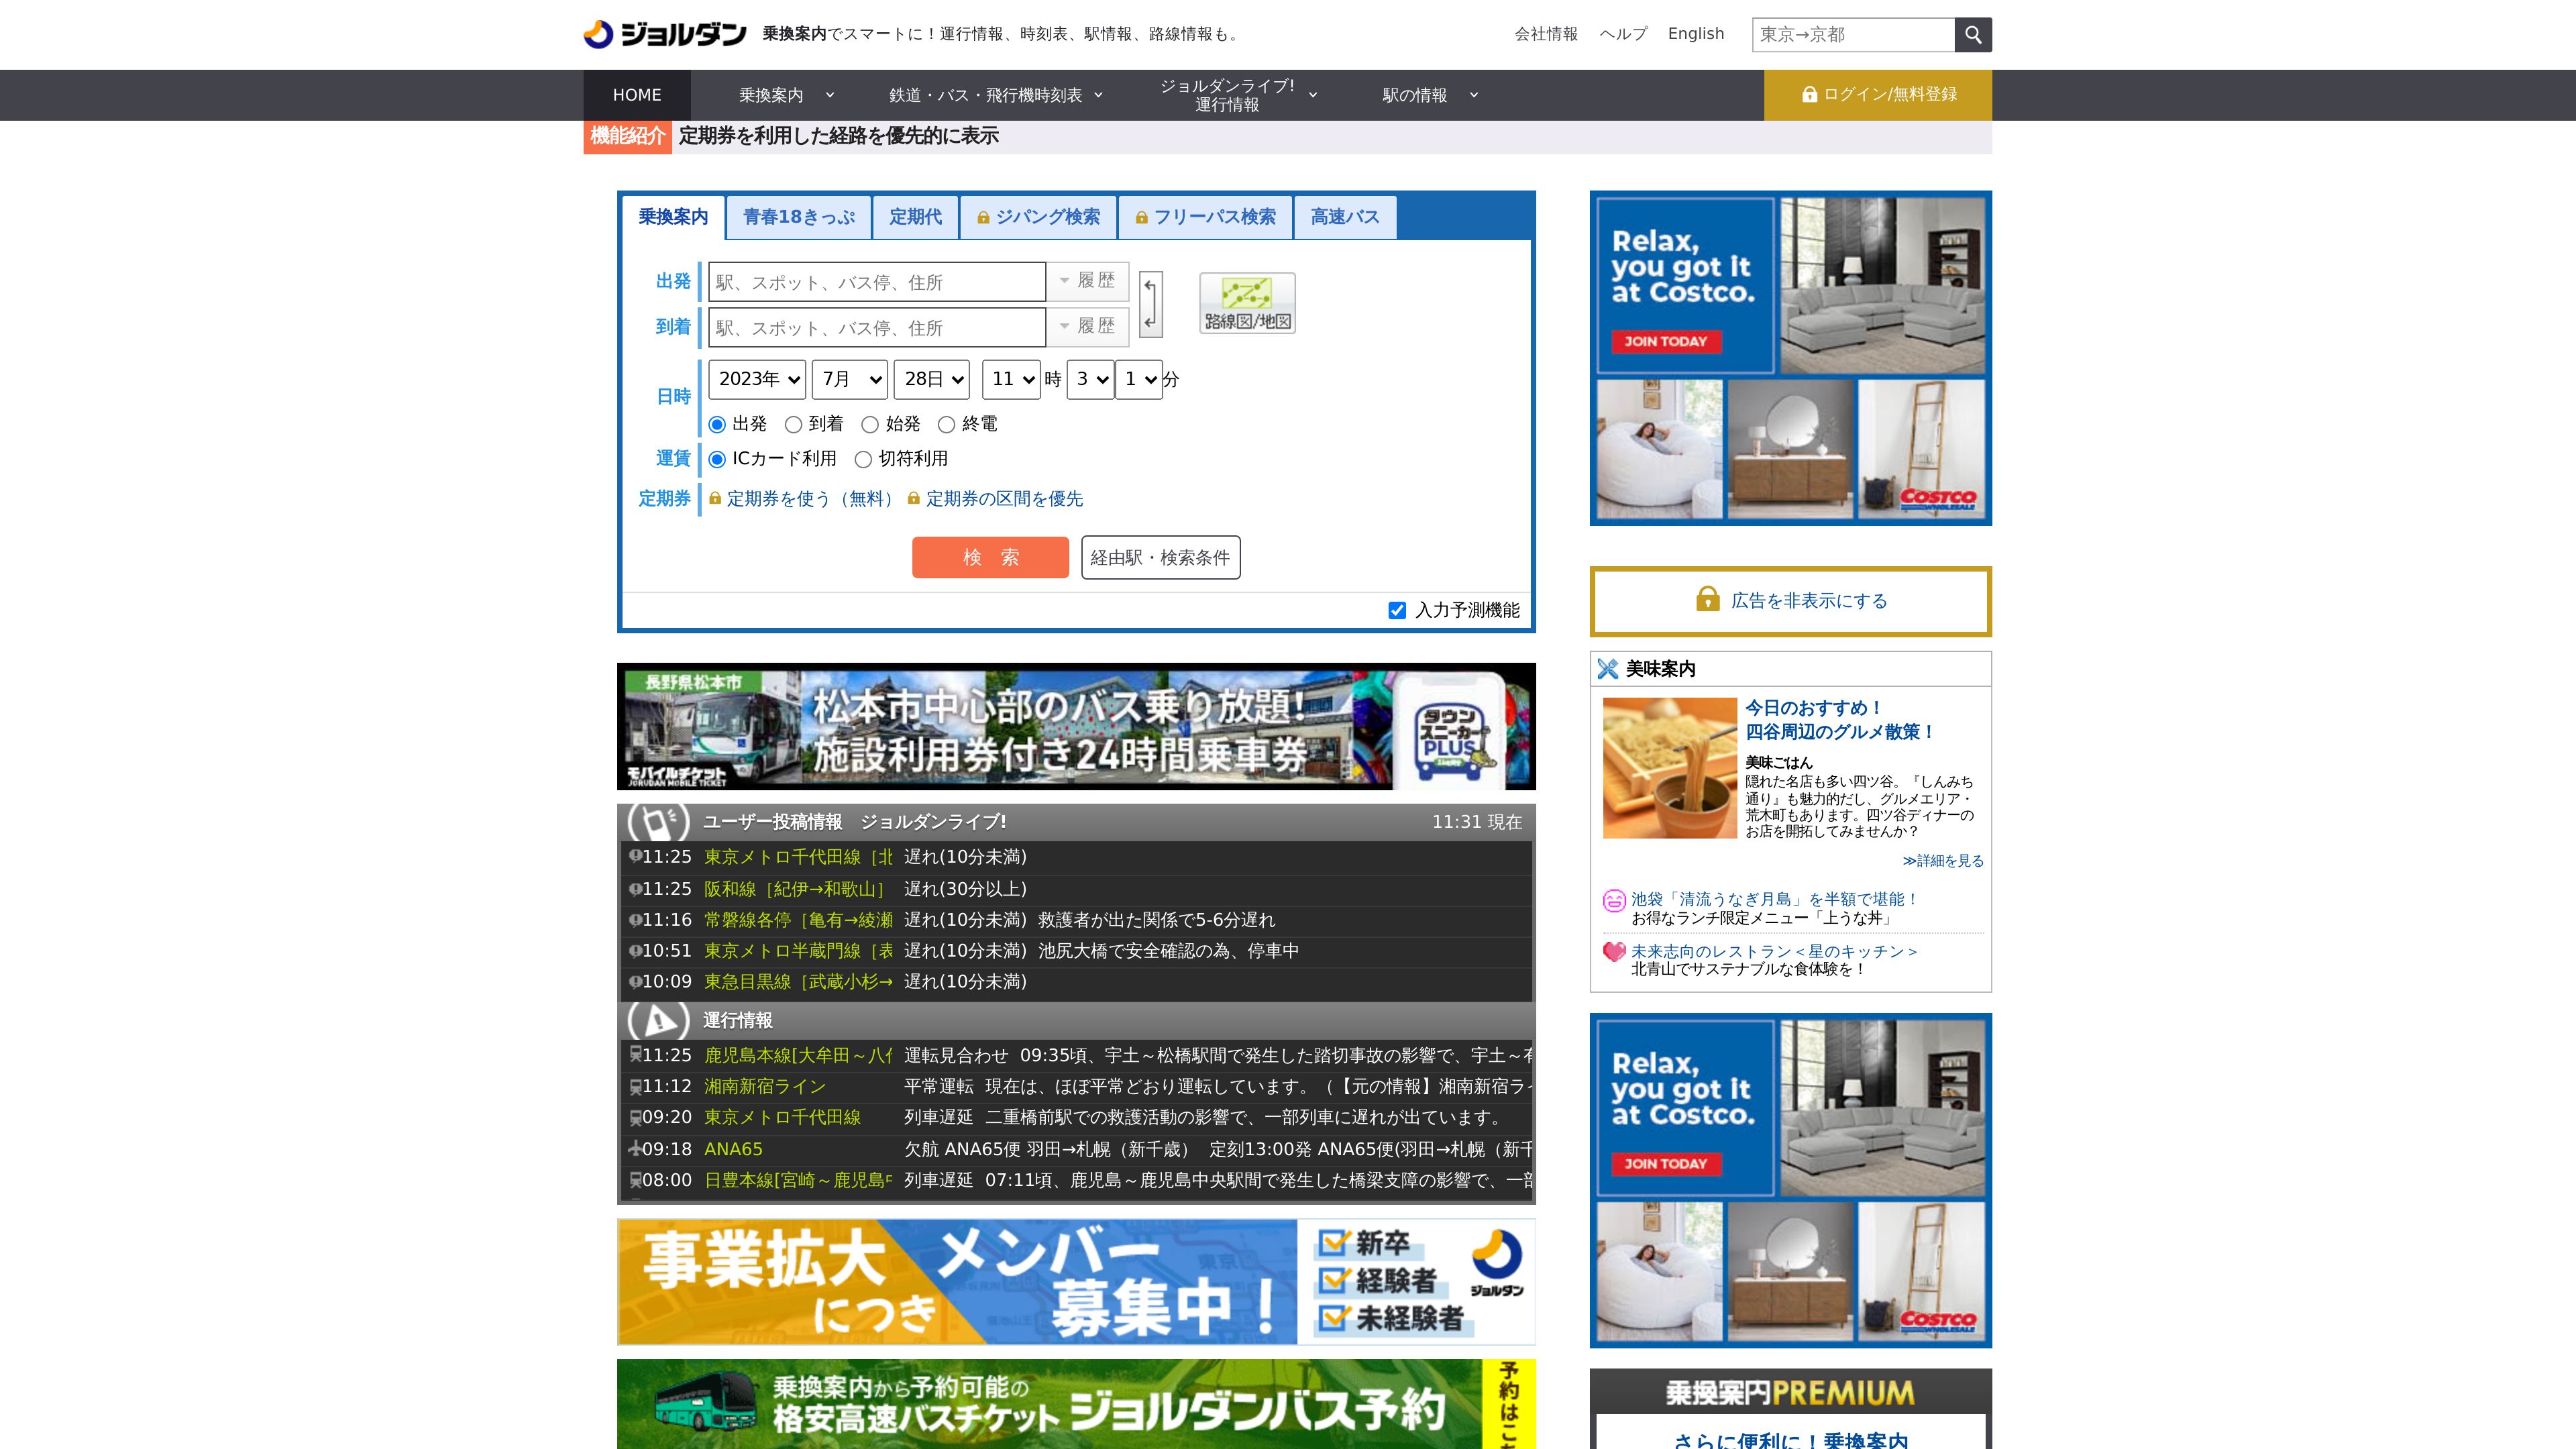 ジョルダン 乗換案内でスマートに！運行情報、時刻表、駅情報、路線情報も。 会社情報 ヘルプ English 東京→京都
HOME 乗換案内 鉄道・バス・飛行機時刻表 ジョルダンライブ! 運行情報 駅の情報 ログイン/無料登録
機能紹介 定期券を利用した経路を優先的に表示
乗換案内 青春18きっぷ 定期代 ジパング検索 フリーパス検索 高速バス
出発 駅、スポット、バス停、住所 履歴
到着 駅、スポット、バス停、住所 履歴
路線図/地図
日時 2023年 7月 28日 11 時 3 1 分
出発 到着 始発 終電
運賃 ICカード利用 切符利用
定期券 定期券を使う（無料） 定期券の区間を優先
検 索 経由駅・検索条件
入力予測機能
長野県松本市
松本市中心部のバス乗り放題!
施設利用券付き24時間乗車券
モバイルチケット
JORUDAN MOBILE TICKET
タウン
スニーカー
PLUS
ユーザー投稿情報 ジョルダンライブ! 11:31 現在
11:25 東京メトロ千代田線［北 遅れ(10分未満)
11:25 阪和線［紀伊→和歌山］ 遅れ(30分以上)
11:16 常磐線各停［亀有→綾瀬 遅れ(10分未満) 救護者が出た関係で5-6分遅れ
10:51 東京メトロ半蔵門線［表 遅れ(10分未満) 池尻大橋で安全確認の為、停車中
10:09 東急目黒線［武蔵小杉→ 遅れ(10分未満)
運行情報
11:25 鹿児島本線[大牟田～八代 運転見合わせ 09:35頃、宇土～松橋駅間で発生した踏切事故の影響で、宇土～有
11:12 湘南新宿ライン 平常運転 現在は、ほぼ平常どおり運転しています。（【元の情報】湘南新宿ライ
09:20 東京メトロ千代田線 列車遅延 二重橋前駅での救護活動の影響で、一部列車に遅れが出ています。
09:18 ANA65 欠航 ANA65便 羽田→札幌（新千歳） 定刻13:00発 ANA65便(羽田→札幌（新千
08:00 日豊本線[宮崎～鹿児島中 列車遅延 07:11頃、鹿児島～鹿児島中央駅間で発生した橋梁支障の影響で、一部
事業拡大
につき
メンバー
募集中！
新卒
経験者
未経験者
ジョルダン
乗換案内から予約可能の
格安高速バスチケット
ジョルダンバス予約
予約はこち
Relax,
you got it
at Costco.
JOIN TODAY
COSTCO
WHOLESALE
広告を非表示にする
美味案内
今日のおすすめ！
四谷周辺のグルメ散策！
美味ごはん
隠れた名店も多い四ツ谷。『しんみち
通り』も魅力的だし、グルメエリア・
荒木町もあります。四ツ谷ディナーの
お店を開拓してみませんか？
≫詳細を見る
池袋「清流うなぎ月島」を半額で堪能！
お得なランチ限定メニュー「上うな丼」
未来志向のレストラン＜星のキッチン＞
北青山でサステナブルな食体験を！
Relax,
you got it
at Costco.
JOIN TODAY
COSTCO
WHOLESALE
乗換案内PREMIUM
さらに便利に！乗換案内